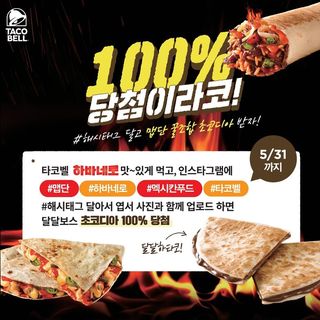 TACO
BELL
100%
당첨이라코!
#해시태그 달고 맵단 꿀조합 초코디아 받자!
5/31
까지
타코벨 하바네로 맛~있게 먹고, 인스타그램에
#맵단 #하바네로 #멕시칸푸드 #타코벨
#해시태그 달아서 엽서 사진과 함께 업로드 하면
달달보스 초코디아 100% 당첨
달달하타코!